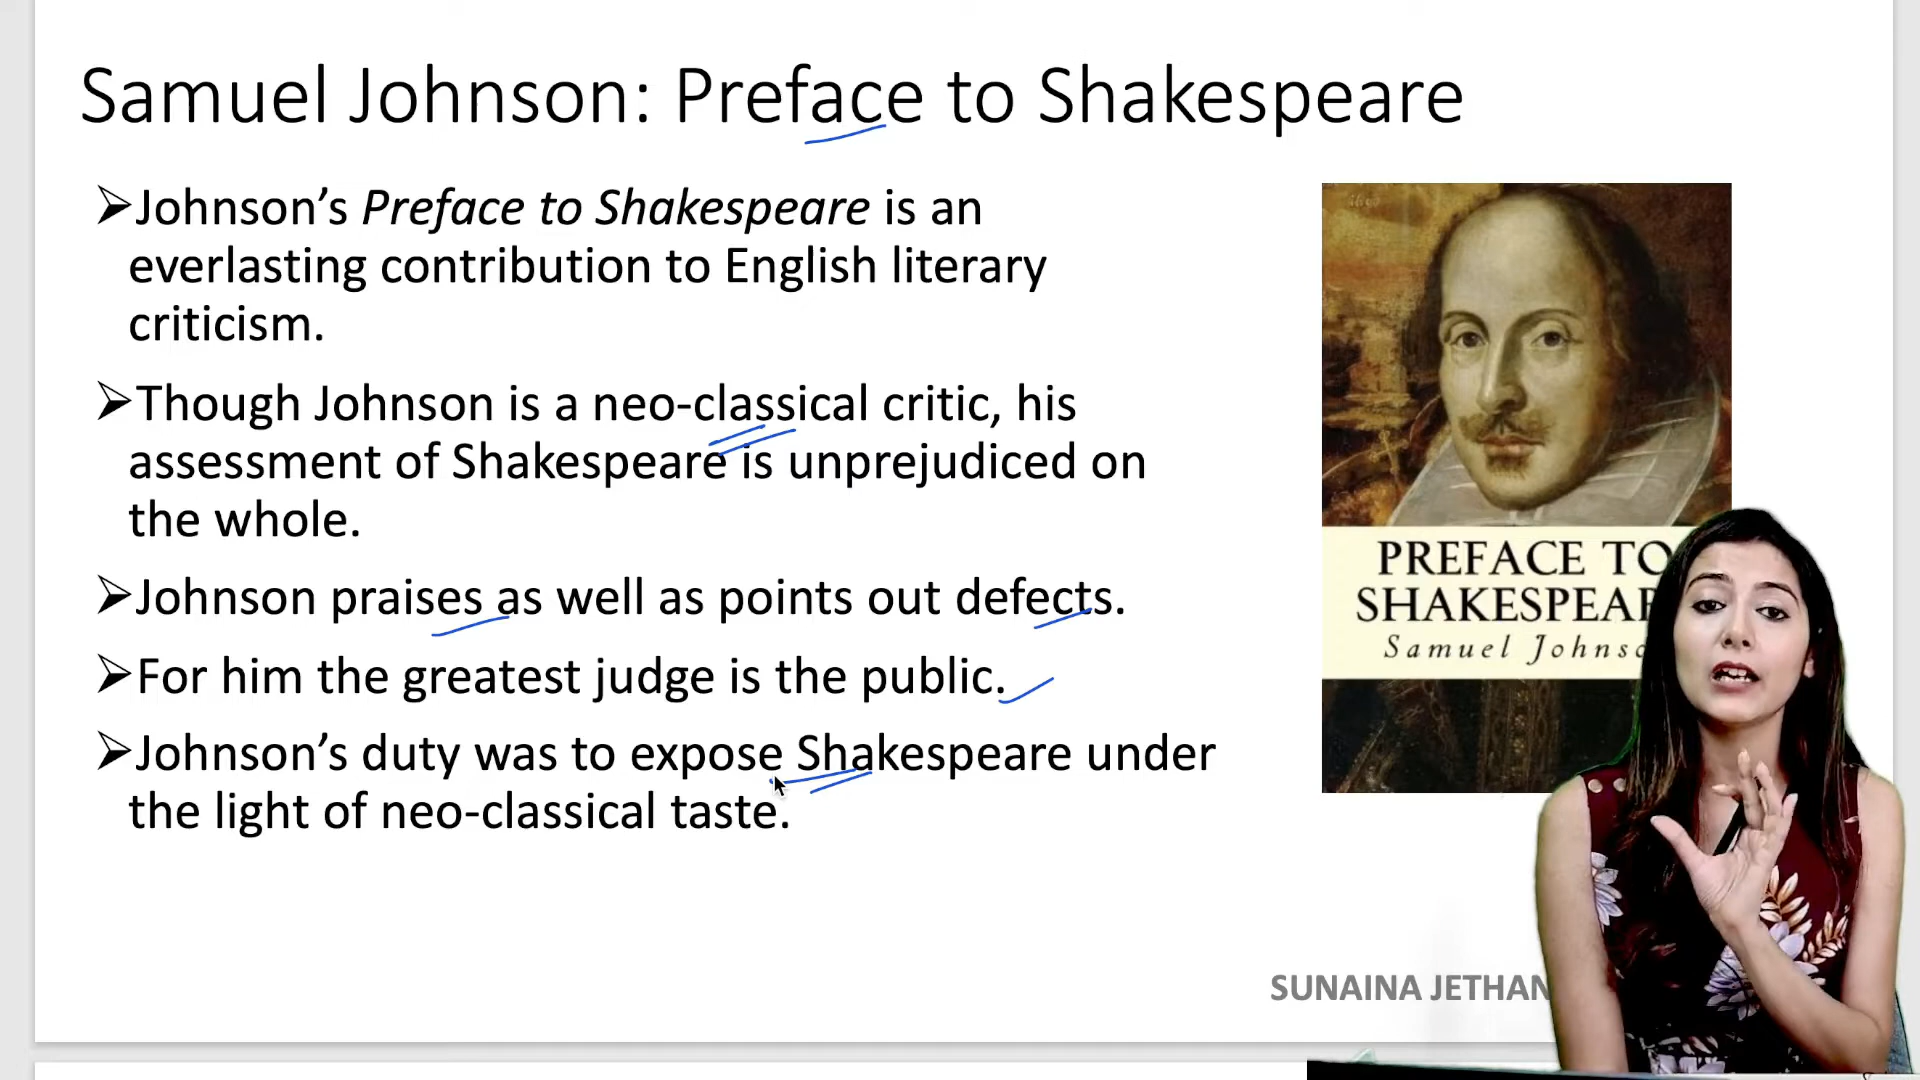 Samuel Johnson: Preface to Shakespeare
➢Johnson’s Preface to Shakespeare is an
everlasting contribution to English literary
criticism.
➢Though Johnson is a neo-classical critic, his
assessment of Shakespeare is unprejudiced on
the whole.
➢Johnson praises as well as points out defects.
➢For him the greatest judge is the public.
➢Johnson’s duty was to expose Shakespeare under
the light of neo-classical taste.
PREFACE TO
SHAKESPEAR
Samuel Johns
SUNAINA JETHAN